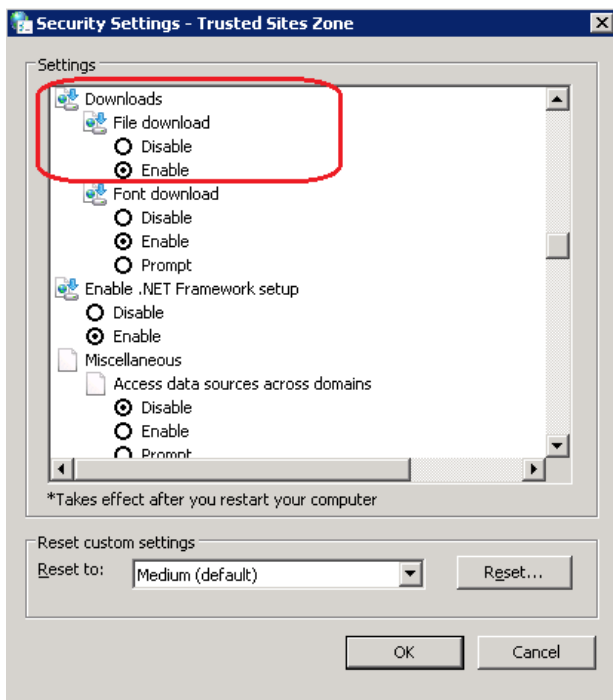 Security Settings - Trusted Sites Zone
Settings
Downloads
File download
Disable
Enable
Font download
Disable
Enable
Prompt
Enable .NET Framework setup
Disable
Enable
Miscellaneous
Access data sources across domains
Disable
Enable
Prompt
*Takes effect after you restart your computer
Reset custom settings
Reset to: Medium (default) Reset...
OK Cancel